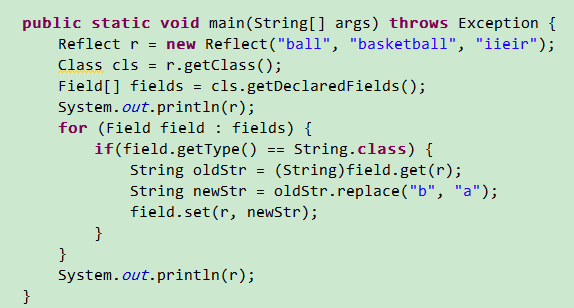 public static void main(String[] args) throws Exception {
    Reflect r = new Reflect("ball", "basketball", "iieir");
    Class cls = r.getClass();
    Field[] fields = cls.getDeclaredFields();
    System.out.println(r);
    for (Field field : fields) {
        if(field.getType() == String.class) {
            String oldStr = (String)field.get(r);
            String newStr = oldStr.replace("b", "a");
            field.set(r, newStr);
        }
    }
    System.out.println(r);
}